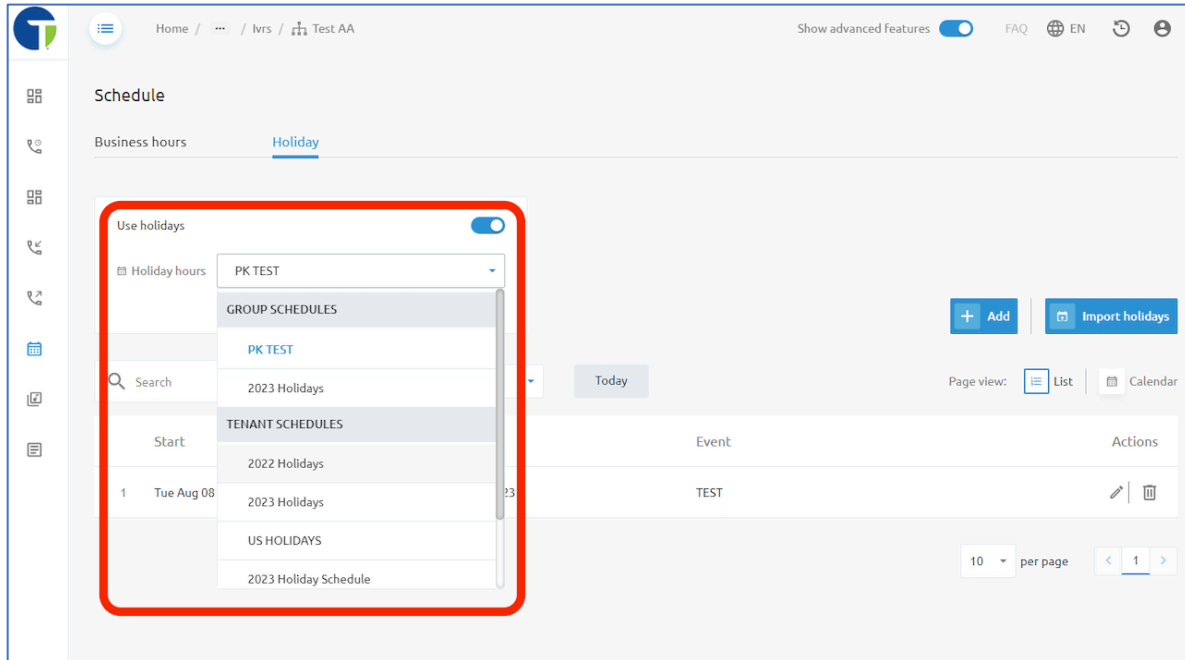 Home / ··· / Ivrs / Test AA
Show advanced features
FAQ
EN
Schedule
Business hours
Holiday
Use holidays
Holiday hours
PK TEST
GROUP SCHEDULES
PK TEST
2023 Holidays
TENANT SCHEDULES
2022 Holidays
2023 Holidays
US HOLIDAYS
2023 Holiday Schedule
+ Add
Import holidays
Search
Today
Page view:
List
Calendar
Start
Event
Actions
1
Tue Aug 08
23
TEST
10
per page
< 1 >